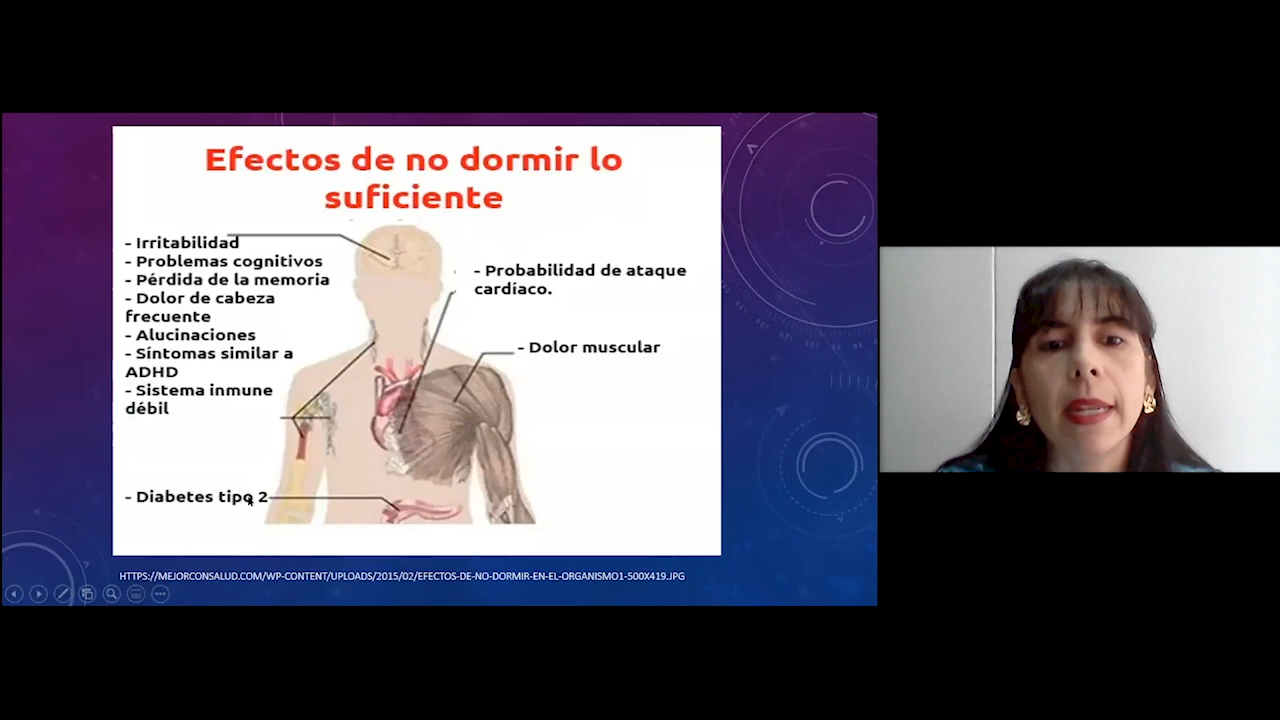 Efectos de no dormir lo
suficiente
- Irritabilidad
- Problemas cognitivos
- Pérdida de la memoria
- Dolor de cabeza
frecuente
- Alucinaciones
- Síntomas similar a
ADHD
- Sistema inmune
débil
- Diabetes tipo 2
- Probabilidad de ataque
cardíaco.
- Dolor muscular
HTTPS://MEJORCONSALUD.COM/WP-CONTENT/UPLOADS/2015/02/EFECTOS-DE-NO-DORMIR-EN-EL-ORGANISMO1-500X419.JPG